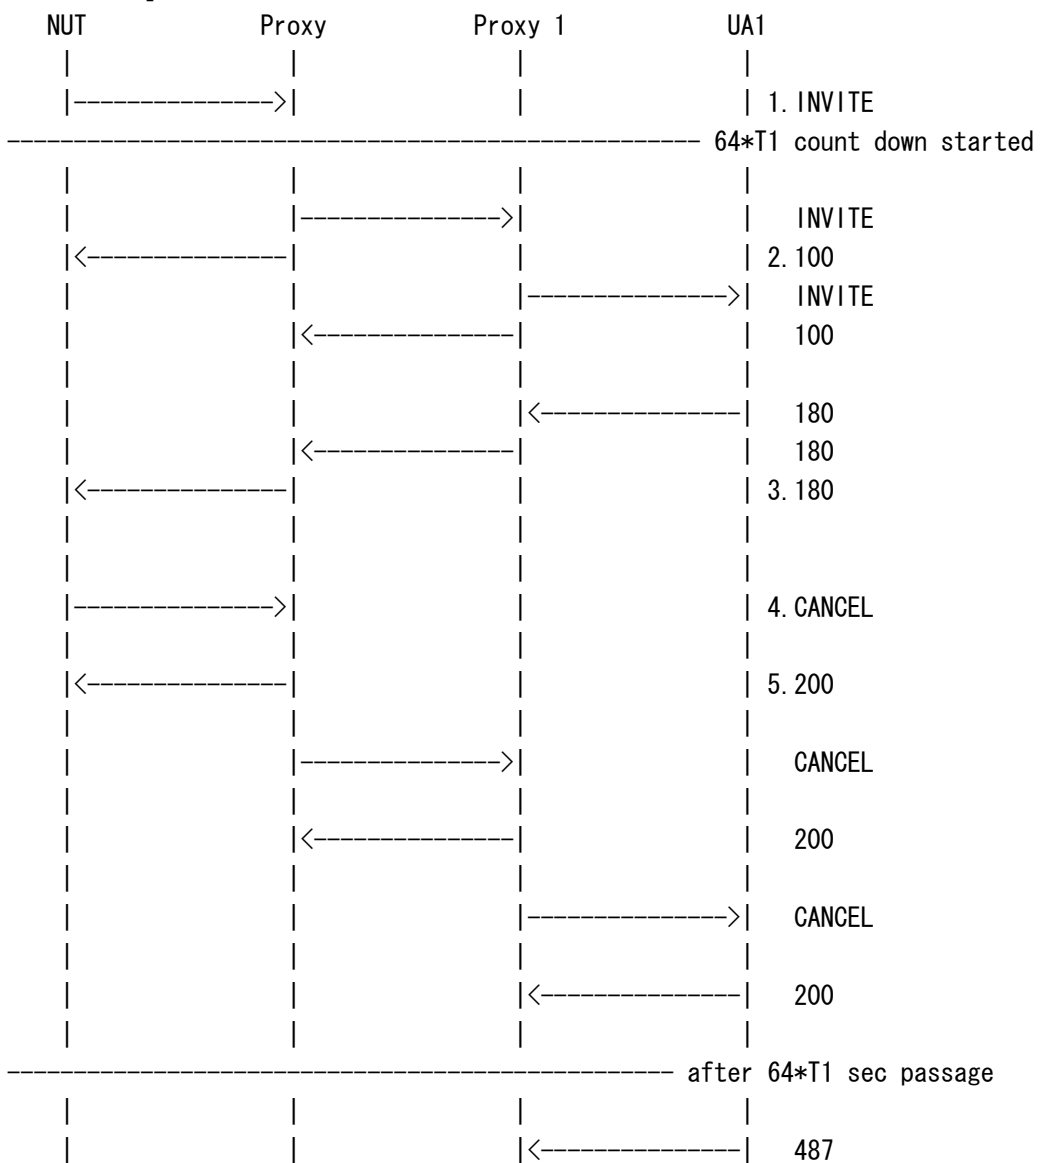 NUT Proxy Proxy 1 UA1
| | | |
|--------------->| | | 1. INVITE
---------------------------------------------------- 64*T1 count down started
| | | |
| |--------------->| | INVITE
|<----------------| | | 2. 100
| | |--------------->| INVITE
| |<---------------| | 100
| | | |
| | |<---------------| 180
| |<---------------| | 180
|<----------------| | | 3. 180
| | | |
| | | |
|--------------->| | | 4. CANCEL
| | | |
|<----------------| | | 5. 200
| | | |
| |--------------->| | CANCEL
| | | |
| |<---------------| | 200
| | | |
| | |--------------->| CANCEL
| | | |
| | |<---------------| 200
| | | |
-------------------------------------------------- after 64*T1 sec passage
| | | |
| | |<---------------| 487